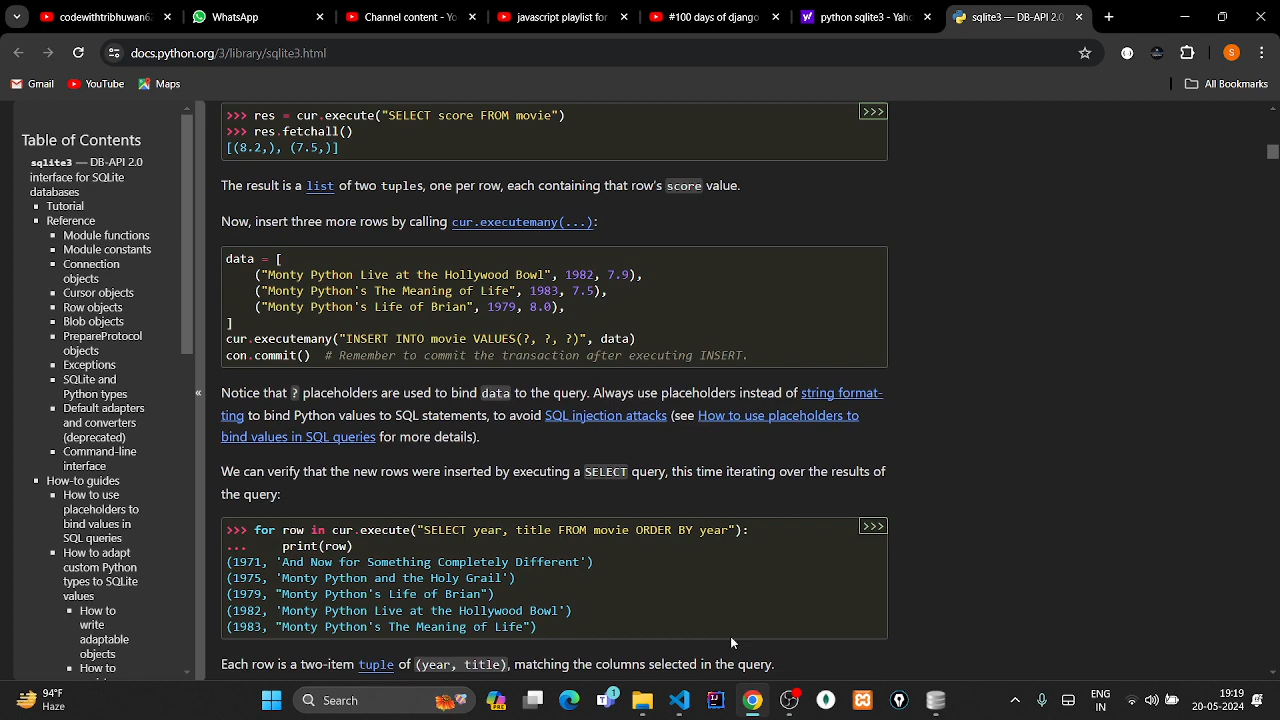 codewithtribhuwan62
WhatsApp
Channel content - Yo
javascript playlist for
#100 days of django
python sqlite3 - Yaho
sqlite3 — DB-API 2.0
docs.python.org/3/library/sqlite3.html
S
Gmail
YouTube
Maps
All Bookmarks
Table of Contents
sqlite3 — DB-API 2.0
interface for SQLite
databases
Tutorial
Reference
Module functions
Module constants
Connection
objects
Cursor objects
Row objects
Blob objects
PrepareProtocol
objects
Exceptions
SQLite and
Python types
Default adapters
and converters
(deprecated)
Command-line
interface
How-to guides
How to use
placeholders to
bind values in
SQL queries
How to adapt
custom Python
types to SQLite
values
How to
write
adaptable
objects
How to
«
>>> res = cur.execute("SELECT score FROM movie")
>>> res.fetchall()
[(8.2,), (7.5,)]
>>>
The result is a list of two tuples, one per row, each containing that row's score value.
Now, insert three more rows by calling cur.executemany(...):
data = [
("Monty Python Live at the Hollywood Bowl", 1982, 7.9),
("Monty Python's The Meaning of Life", 1983, 7.5),
("Monty Python's Life of Brian", 1979, 8.0),
]
cur.executemany("INSERT INTO movie VALUES(?, ?, ?)", data)
con.commit()  # Remember to commit the transaction after executing INSERT.
Notice that ? placeholders are used to bind data to the query. Always use placeholders instead of string format-
ting to bind Python values to SQL statements, to avoid SQL injection attacks (see How to use placeholders to
bind values in SQL queries for more details).
We can verify that the new rows were inserted by executing a SELECT query, this time iterating over the results of
the query:
>>> for row in cur.execute("SELECT year, title FROM movie ORDER BY year"):
...     print(row)
(1971, 'And Now for Something Completely Different')
(1975, 'Monty Python and the Holy Grail')
(1979, "Monty Python's Life of Brian")
(1982, 'Monty Python Live at the Hollywood Bowl')
(1983, "Monty Python's The Meaning of Life")
>>>
Each row is a two-item tuple of (year, title), matching the columns selected in the query.
94°F
Haze
Search
PRE
1
ENG
IN
19:19
20-05-2024